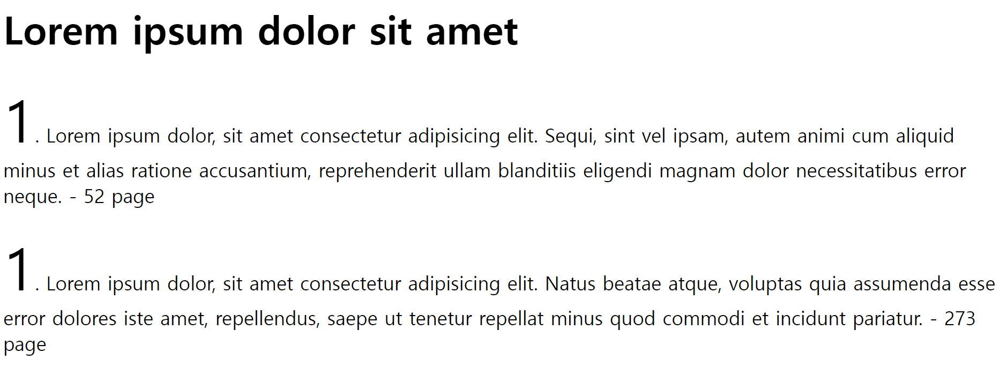 Lorem ipsum dolor sit amet
1. Lorem ipsum dolor, sit amet consectetur adipisicing elit. Sequi, sint vel ipsam, autem animi cum aliquid
minus et alias ratione accusantium, reprehenderit ullam blanditiis eligendi magnam dolor necessitatibus error
neque. - 52 page
1. Lorem ipsum dolor, sit amet consectetur adipisicing elit. Natus beatae atque, voluptas quia assumenda esse
error dolores iste amet, repellendus, saepe ut tenetur repellat minus quod commodi et incidunt pariatur. - 273
page